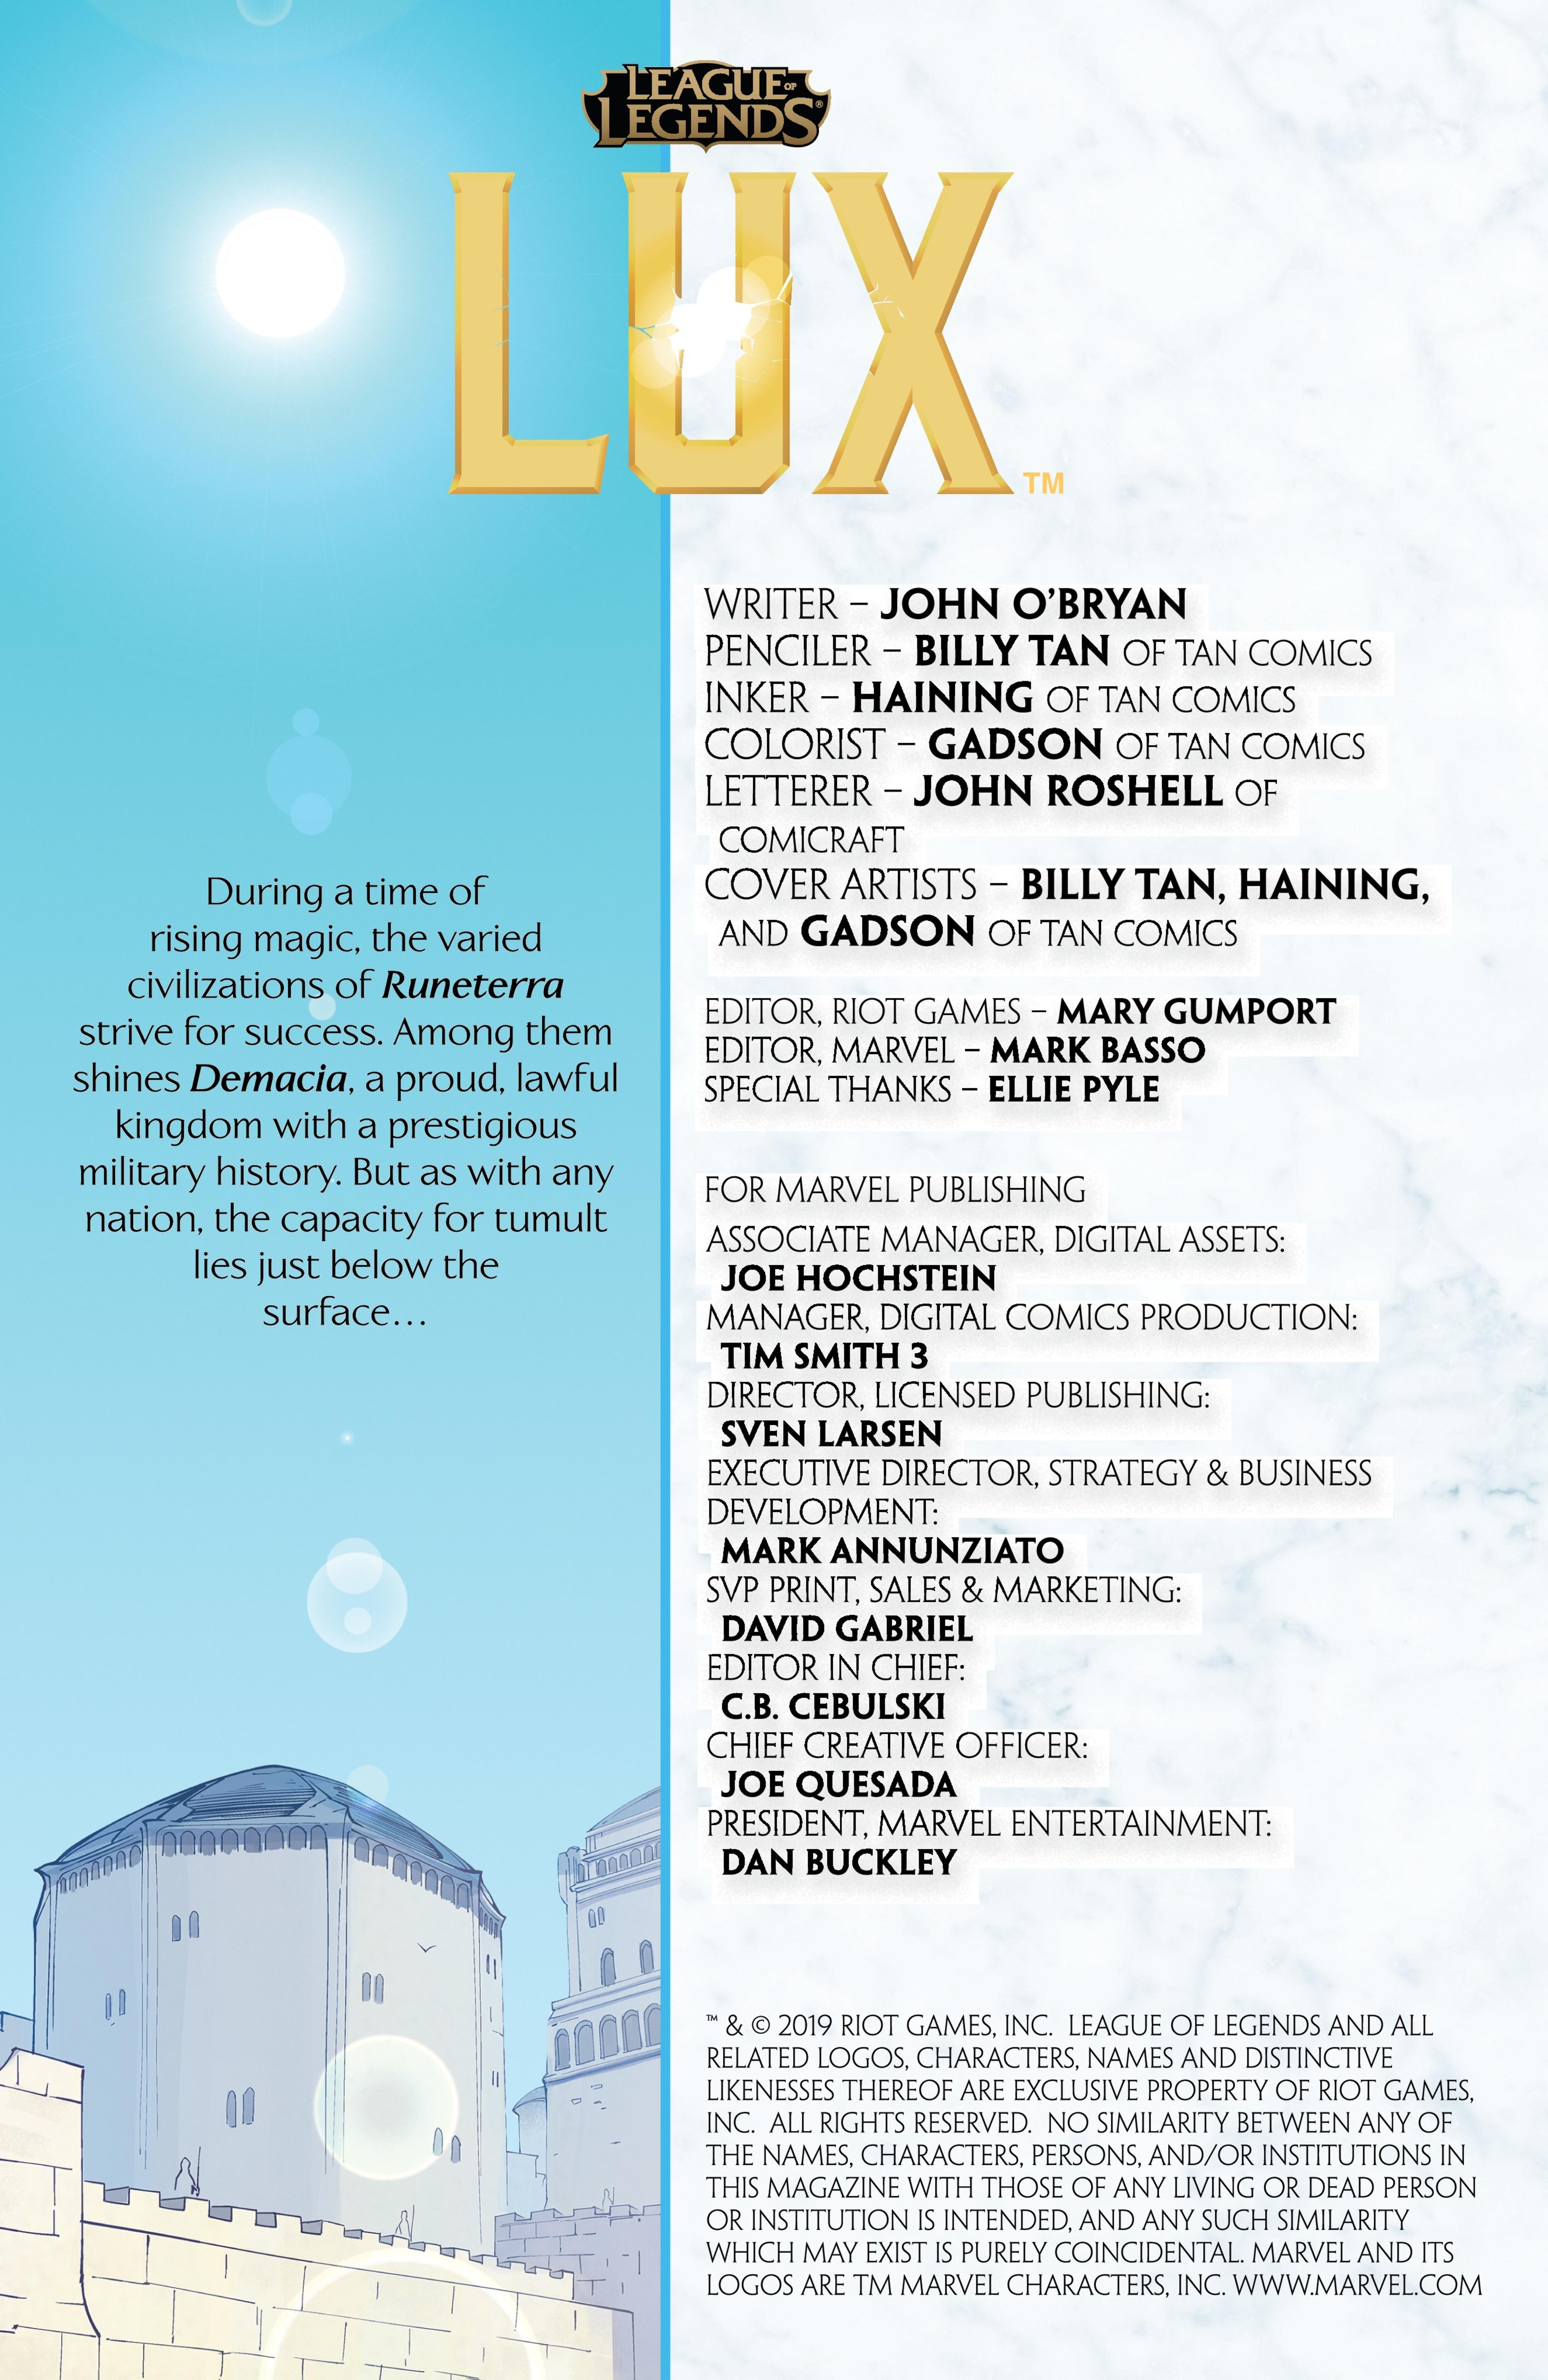 LEAGUE OF
LEGENDS®
LUX™
During a time of
rising magic, the varied
civilizations of Runeterra
strive for success. Among them
shines Demacia, a proud, lawful
kingdom with a prestigious
military history. But as with any
nation, the capacity for tumult
lies just below the
surface…
WRITER – JOHN O’BRYAN
PENCILER – BILLY TAN OF TAN COMICS
INKER – HAINING OF TAN COMICS
COLORIST – GADSON OF TAN COMICS
LETTERER – JOHN ROSHELL OF
COMICRAFT
COVER ARTISTS – BILLY TAN, HAINING,
AND GADSON OF TAN COMICS
EDITOR, RIOT GAMES – MARY GUMPORT
EDITOR, MARVEL – MARK BASSO
SPECIAL THANKS – ELLIE PYLE
FOR MARVEL PUBLISHING
ASSOCIATE MANAGER, DIGITAL ASSETS:
JOE HOCHSTEIN
MANAGER, DIGITAL COMICS PRODUCTION:
TIM SMITH 3
DIRECTOR, LICENSED PUBLISHING:
SVEN LARSEN
EXECUTIVE DIRECTOR, STRATEGY & BUSINESS
DEVELOPMENT:
MARK ANNUNZIATO
SVP PRINT, SALES & MARKETING:
DAVID GABRIEL
EDITOR IN CHIEF:
C.B. CEBULSKI
CHIEF CREATIVE OFFICER:
JOE QUESADA
PRESIDENT, MARVEL ENTERTAINMENT:
DAN BUCKLEY
™ & © 2019 RIOT GAMES, INC. LEAGUE OF LEGENDS AND ALL
RELATED LOGOS, CHARACTERS, NAMES AND DISTINCTIVE
LIKENESSES THEREOF ARE EXCLUSIVE PROPERTY OF RIOT GAMES,
INC. ALL RIGHTS RESERVED. NO SIMILARITY BETWEEN ANY OF
THE NAMES, CHARACTERS, PERSONS, AND/OR INSTITUTIONS IN
THIS MAGAZINE WITH THOSE OF ANY LIVING OR DEAD PERSON
OR INSTITUTION IS INTENDED, AND ANY SUCH SIMILARITY
WHICH MAY EXIST IS PURELY COINCIDENTAL. MARVEL AND ITS
LOGOS ARE TM MARVEL CHARACTERS, INC. WWW.MARVEL.COM